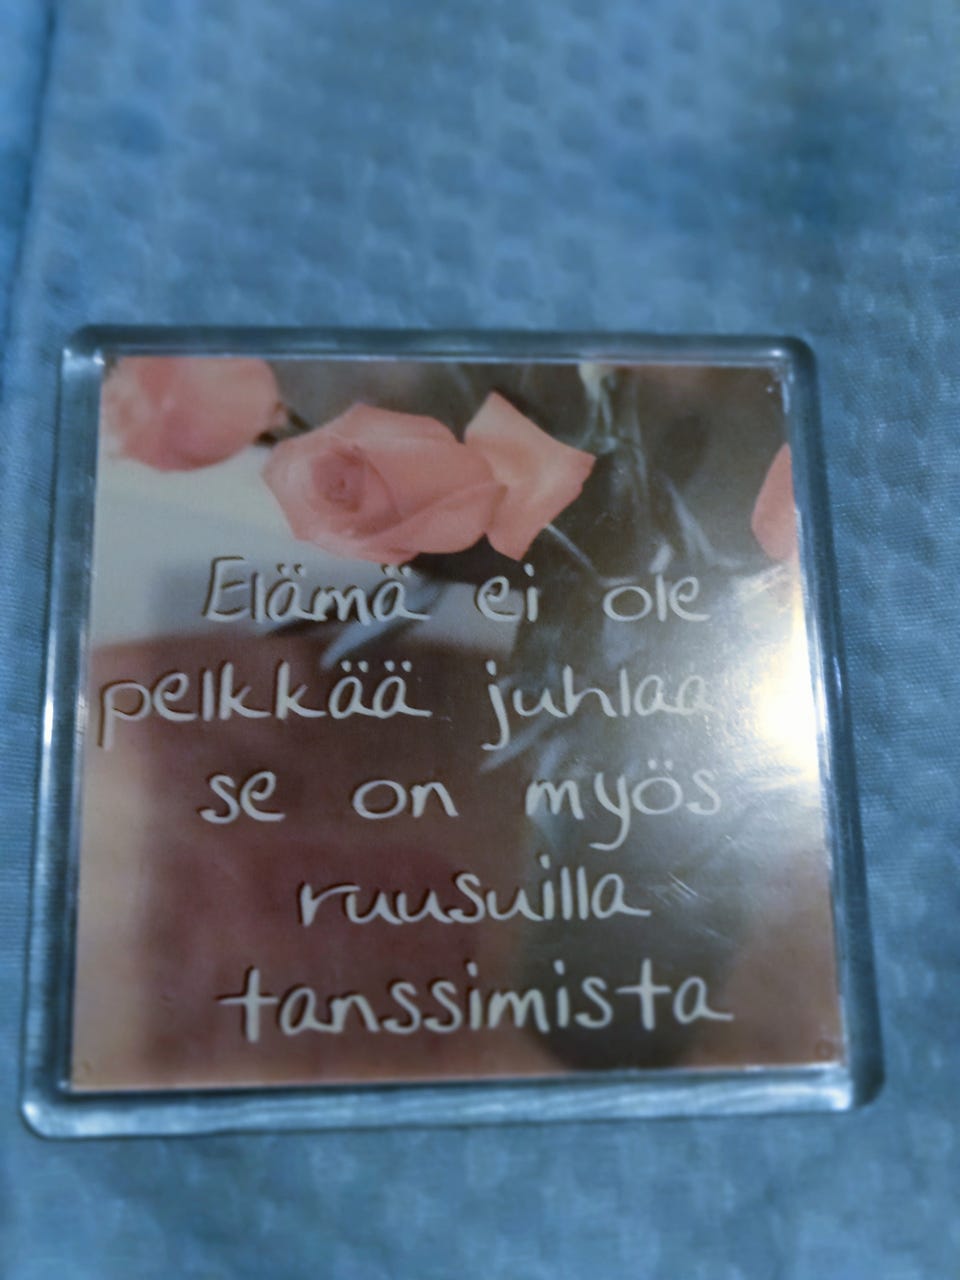 Elämä ei ole
pelkkää juhlaa
se on myös
ruusuilla
tanssimista